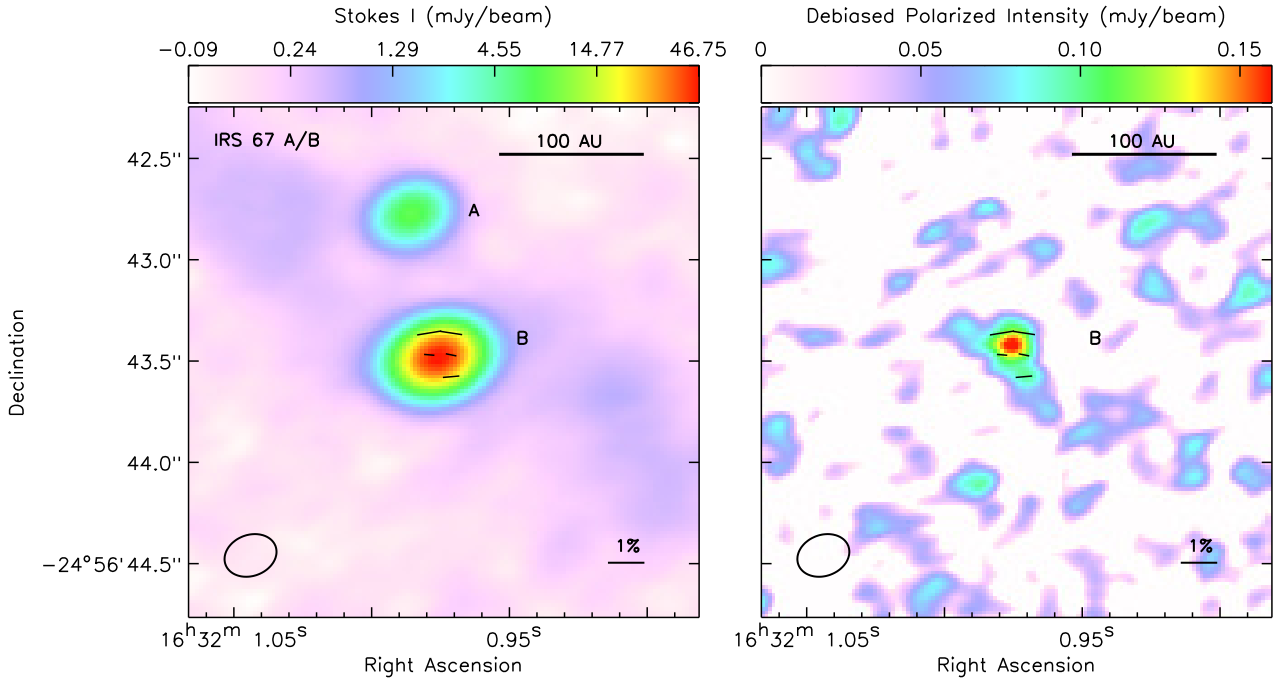 Stokes I (mJy/beam)
−0.09 0.24 1.29 4.55 14.77 46.75
IRS 67 A/B
100 AU
A
B
1%
42.5"
43.0"
43.5"
44.0"
−24°56'44.5"
Declination
16h32m 1.05s 0.95s
Right Ascension
Debiased Polarized Intensity (mJy/beam)
0 0.05 0.10 0.15
100 AU
B
1%
16h32m 1.05s 0.95s
Right Ascension